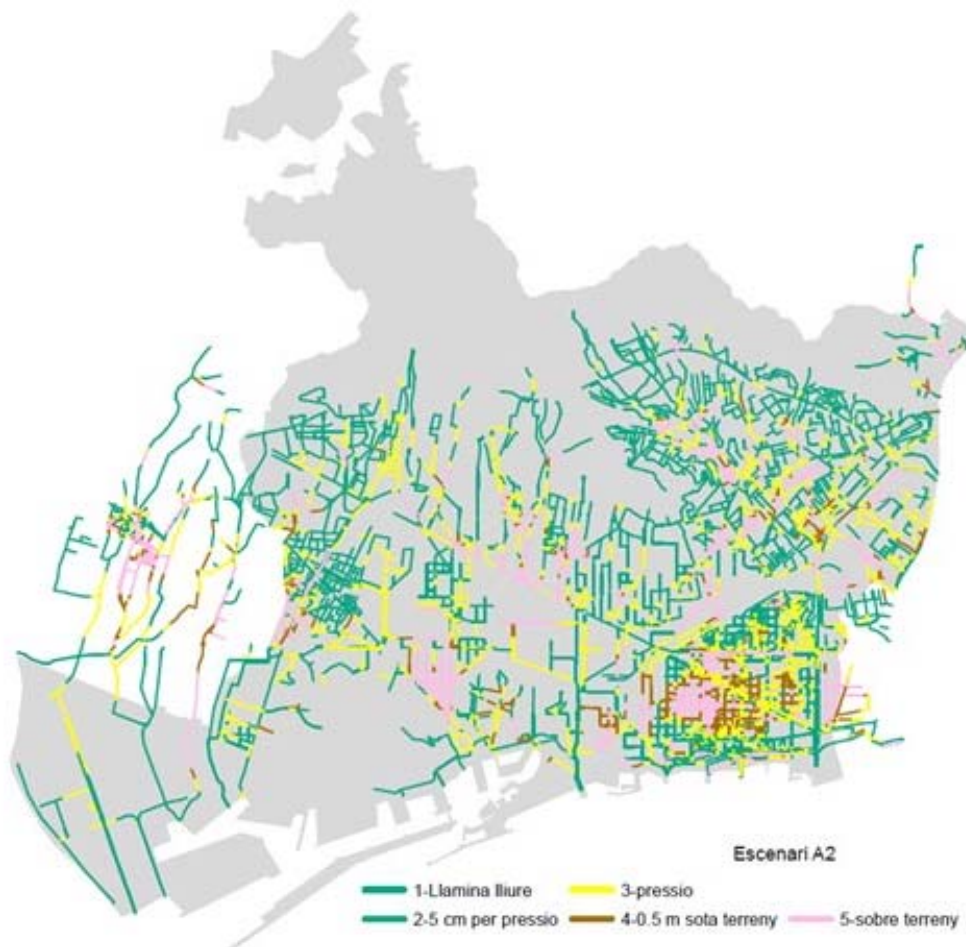 Escenari A2
1-Llamina lliure 3-pressio
2-5 cm per pressio 4-0.5 m sota terreny 5-sobre terreny